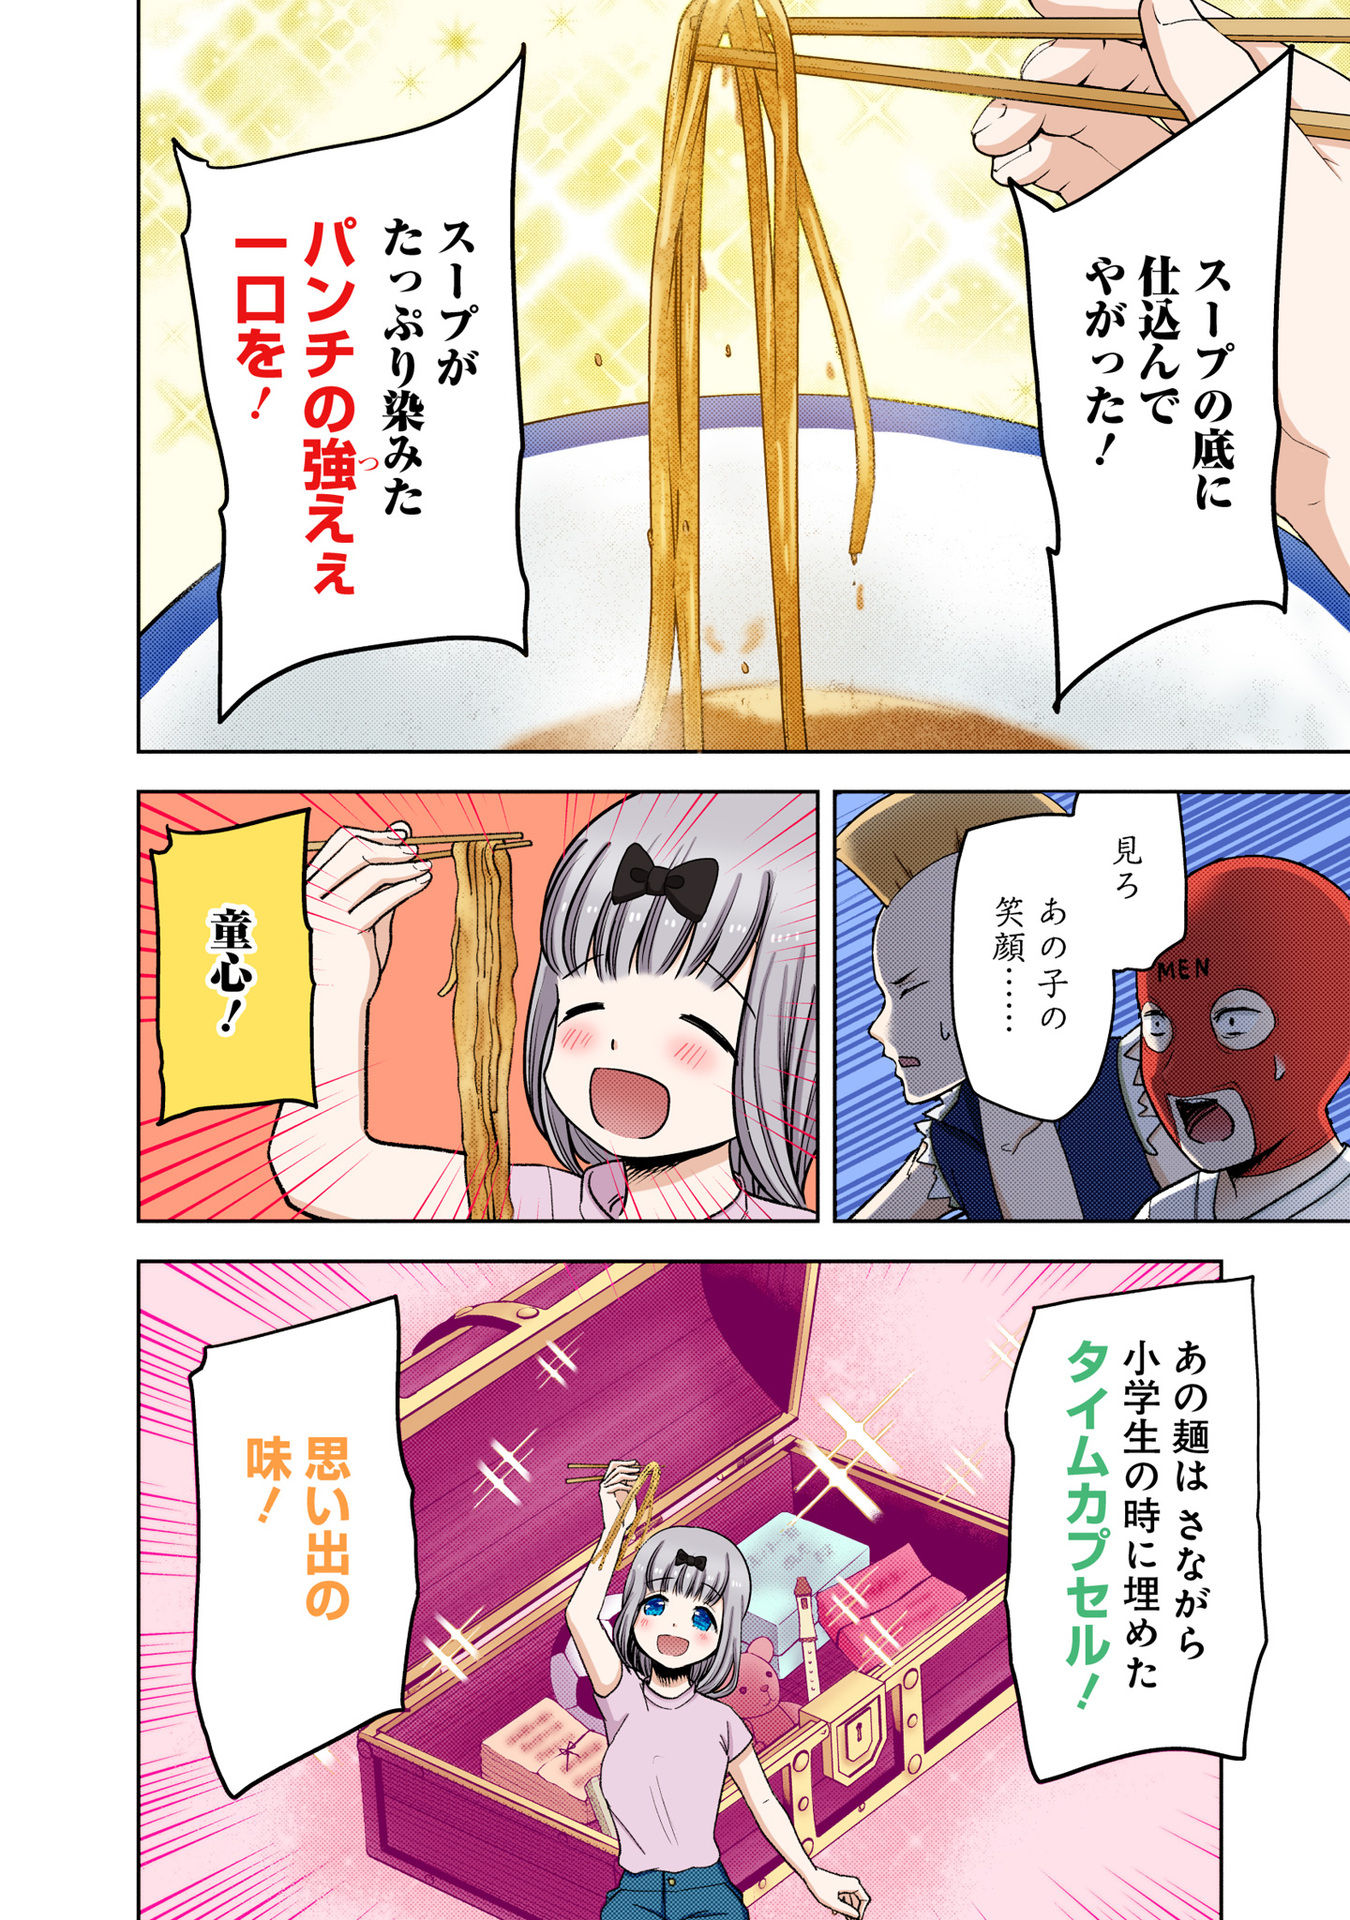 スープの底に
仕込んで
やがった!
スープが
たっぷり染みた
パンチの強えぇ
つ
一口を!
見ろ
あの子の
笑顔……
MEN
童心!
あの麺は さながら
小学生の時に埋めた
タイムカプセル!
思い出の
味!